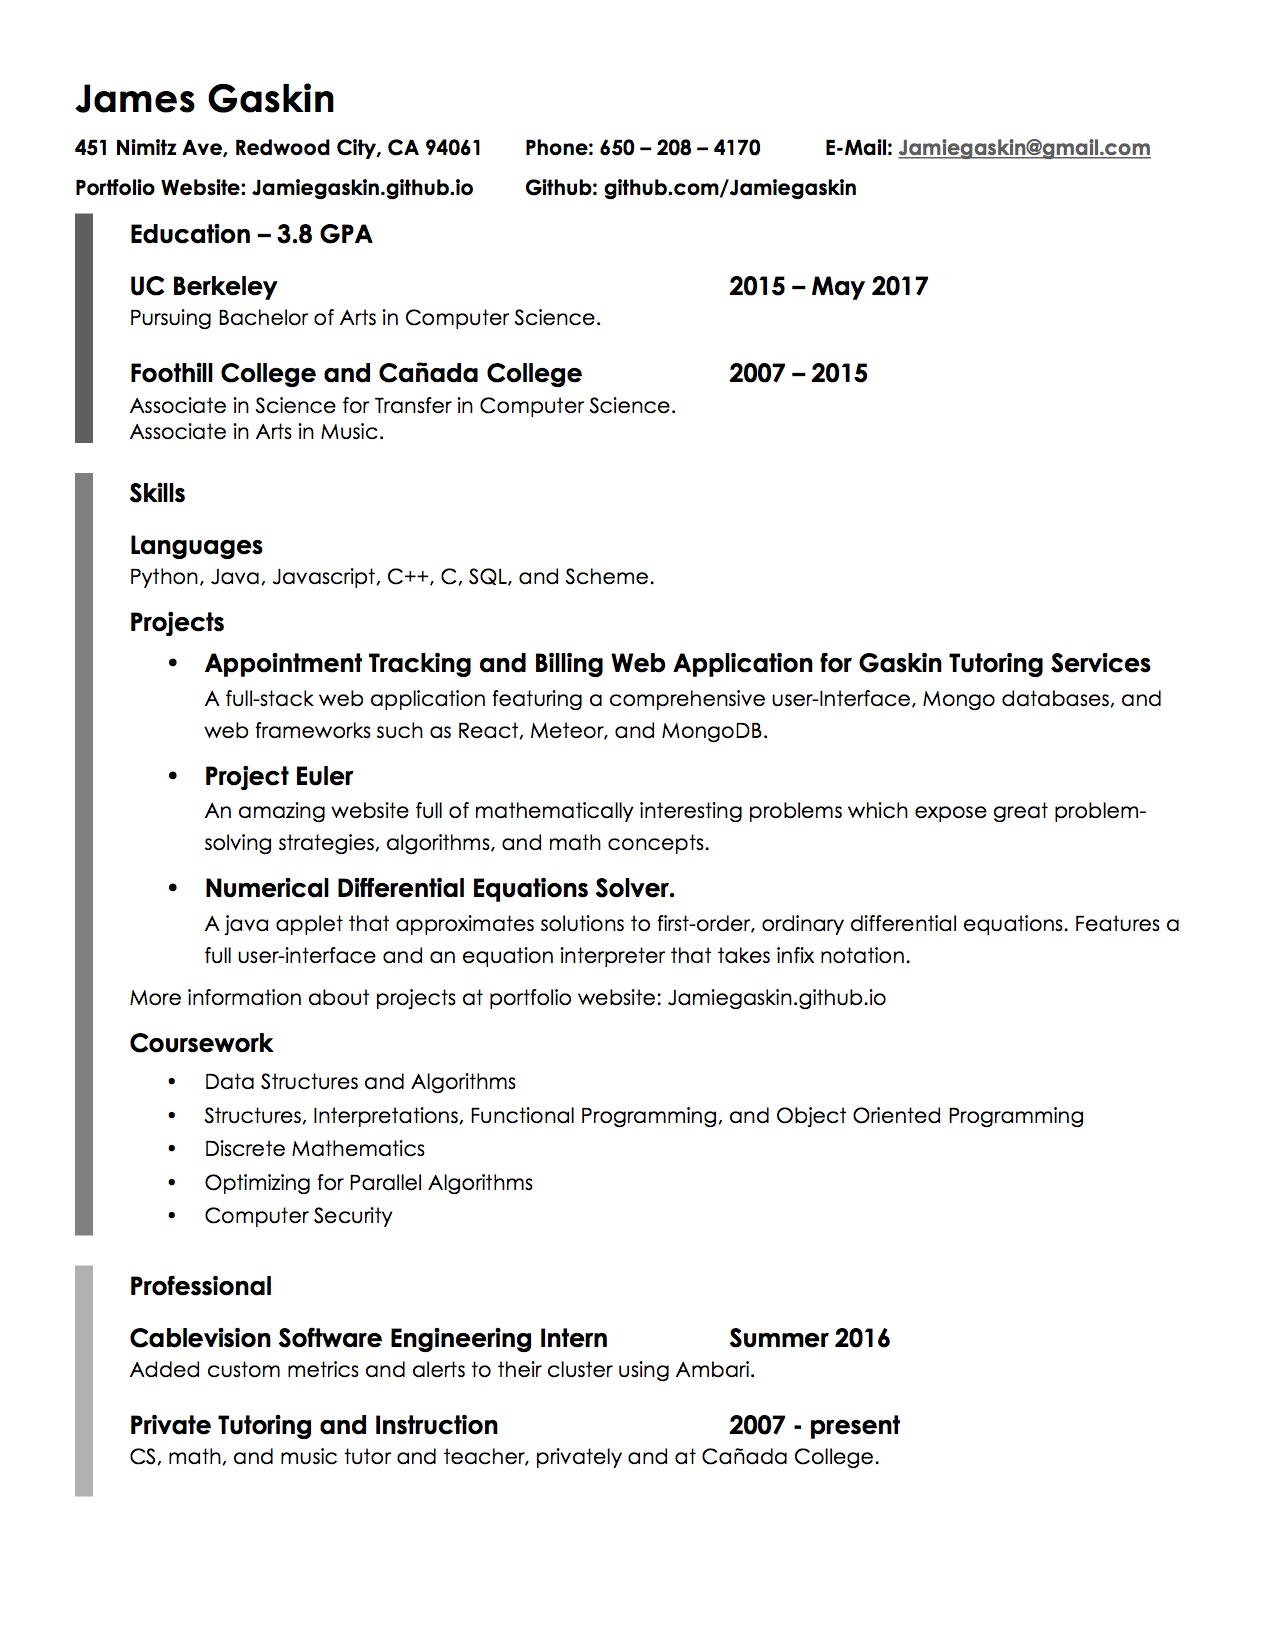 James Gaskin
451 Nimitz Ave, Redwood City, CA 94061 Phone: 650 – 208 – 4170 E-Mail: Jamiegaskin@gmail.com
Portfolio Website: Jamiegaskin.github.io Github: github.com/Jamiegaskin
Education – 3.8 GPA
UC Berkeley 2015 – May 2017
Pursuing Bachelor of Arts in Computer Science.
Foothill College and Cañada College 2007 – 2015
Associate in Science for Transfer in Computer Science.
Associate in Arts in Music.
Skills
Languages
Python, Java, Javascript, C++, C, SQL, and Scheme.
Projects
• Appointment Tracking and Billing Web Application for Gaskin Tutoring Services
A full-stack web application featuring a comprehensive user-Interface, Mongo databases, and
web frameworks such as React, Meteor, and MongoDB.
• Project Euler
An amazing website full of mathematically interesting problems which expose great problem-
solving strategies, algorithms, and math concepts.
• Numerical Differential Equations Solver.
A java applet that approximates solutions to first-order, ordinary differential equations. Features a
full user-interface and an equation interpreter that takes infix notation.
More information about projects at portfolio website: Jamiegaskin.github.io
Coursework
• Data Structures and Algorithms
• Structures, Interpretations, Functional Programming, and Object Oriented Programming
• Discrete Mathematics
• Optimizing for Parallel Algorithms
• Computer Security
Professional
Cablevision Software Engineering Intern Summer 2016
Added custom metrics and alerts to their cluster using Ambari.
Private Tutoring and Instruction 2007 - present
CS, math, and music tutor and teacher, privately and at Cañada College.